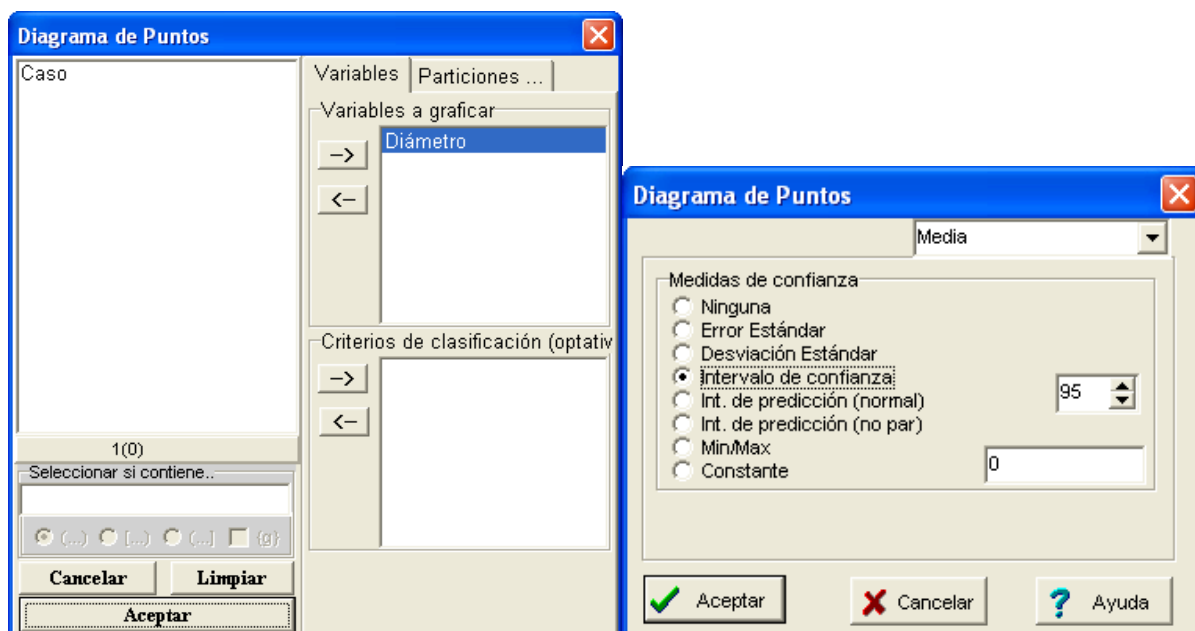 Diagrama de Puntos
Caso
1(0)
Seleccionar si contiene..
(...) [...) (...] {g}
Cancelar Limpiar
Aceptar
Variables Particiones ...
Variables a graficar
-->
Diámetro
<--
Criterios de clasificación (optativ
-->
<--
Diagrama de Puntos
Media
Medidas de confianza
Ninguna
Error Estándar
Desviación Estándar
Intervalo de confianza
95
Int. de predicción (normal)
Int. de predicción (no par)
Min/Max
Constante
0
Aceptar Cancelar ? Ayuda